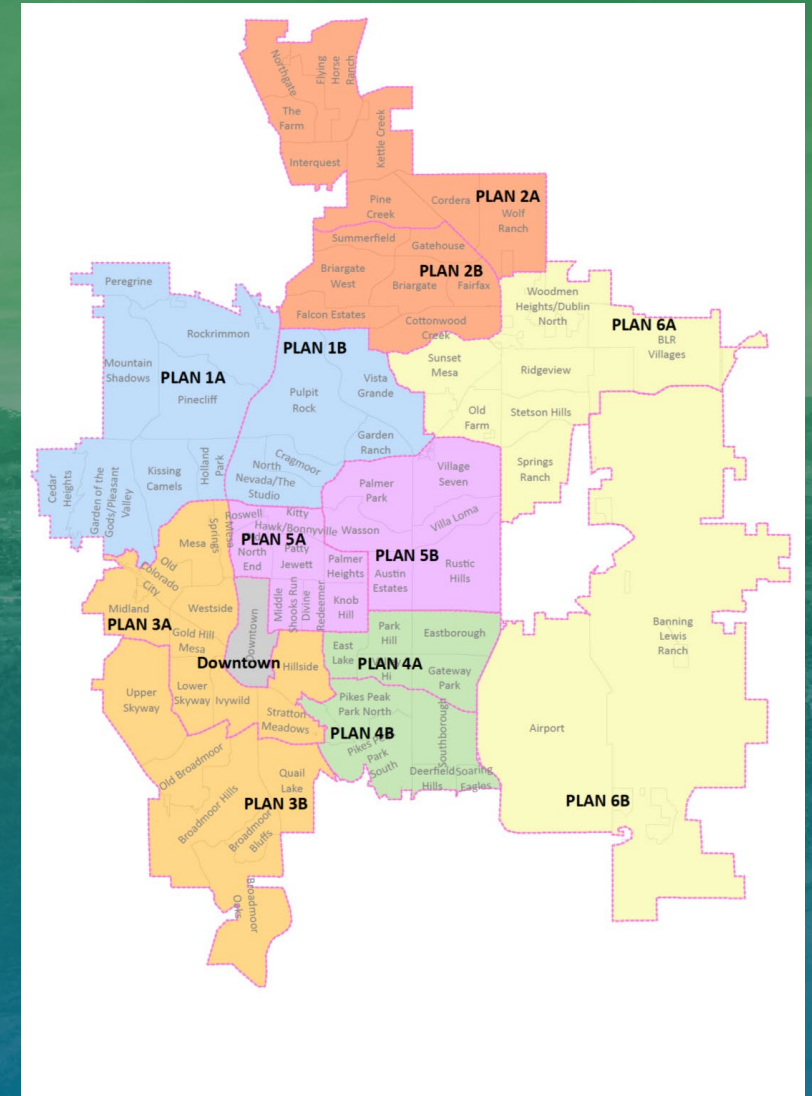 Northgate
Flying
Horse
Ranch
The
Farm
Kettle Creek
Interquest
Pine
Creek
Cordera
PLAN 2A
Wolf
Ranch
Summerfield
Gatehouse
Briargate
West
PLAN 2B
Briargate
Fairfax
Falcon Estates
Cottonwood
Creek
Peregrine
Rockrimmon
Mountain
Shadows
PLAN 1A
Pinecliff
PLAN 1B
Pulpit
Rock
Vista
Grande
Garden
Ranch
Cragmoor
North
Nevada/The
Studio
Cedar
Heights
Garden of the
Gods/Pleasant
Valley
Kissing
Camels
Holland
Park
Woodmen
Heights/Dublin
North
PLAN 6A
BLR
Villages
Sunset
Mesa
Ridgeview
Old
Farm
Stetson Hills
Springs
Ranch
Palmer
Park
Village
Seven
Villa Loma
Roswell
Kitty
Hawk/Bonnyville
Wasson
PLAN 5A
North
End
Patty
Jewett
Palmer
Heights
PLAN 5B
Austin
Estates
Rustic
Hills
Middle
Shooks Run
Divine
Redeemer
Knob
Hill
Mesa
Springs
Mesa
Old
Colorado
City
Midland
PLAN 3A
Westside
Gold Hill
Mesa
Downtown
Downtown
Hillside
Upper
Skyway
Lower
Skyway
Ivywild
Stratton
Meadows
Park
Hill
Eastborough
East
Lake
PLAN 4A
Hi
Gateway
Park
Pikes Peak
Park North
PLAN 4B
Park
South
Southborough
Deerfield
Hills
Soaring
Eagles
Old Broadmoor
Quail
Lake
PLAN 3B
Broadmoor Hills
Broadmoor
Bluffs
Broadmoor
Oaks
Banning
Lewis
Ranch
Airport
PLAN 6B